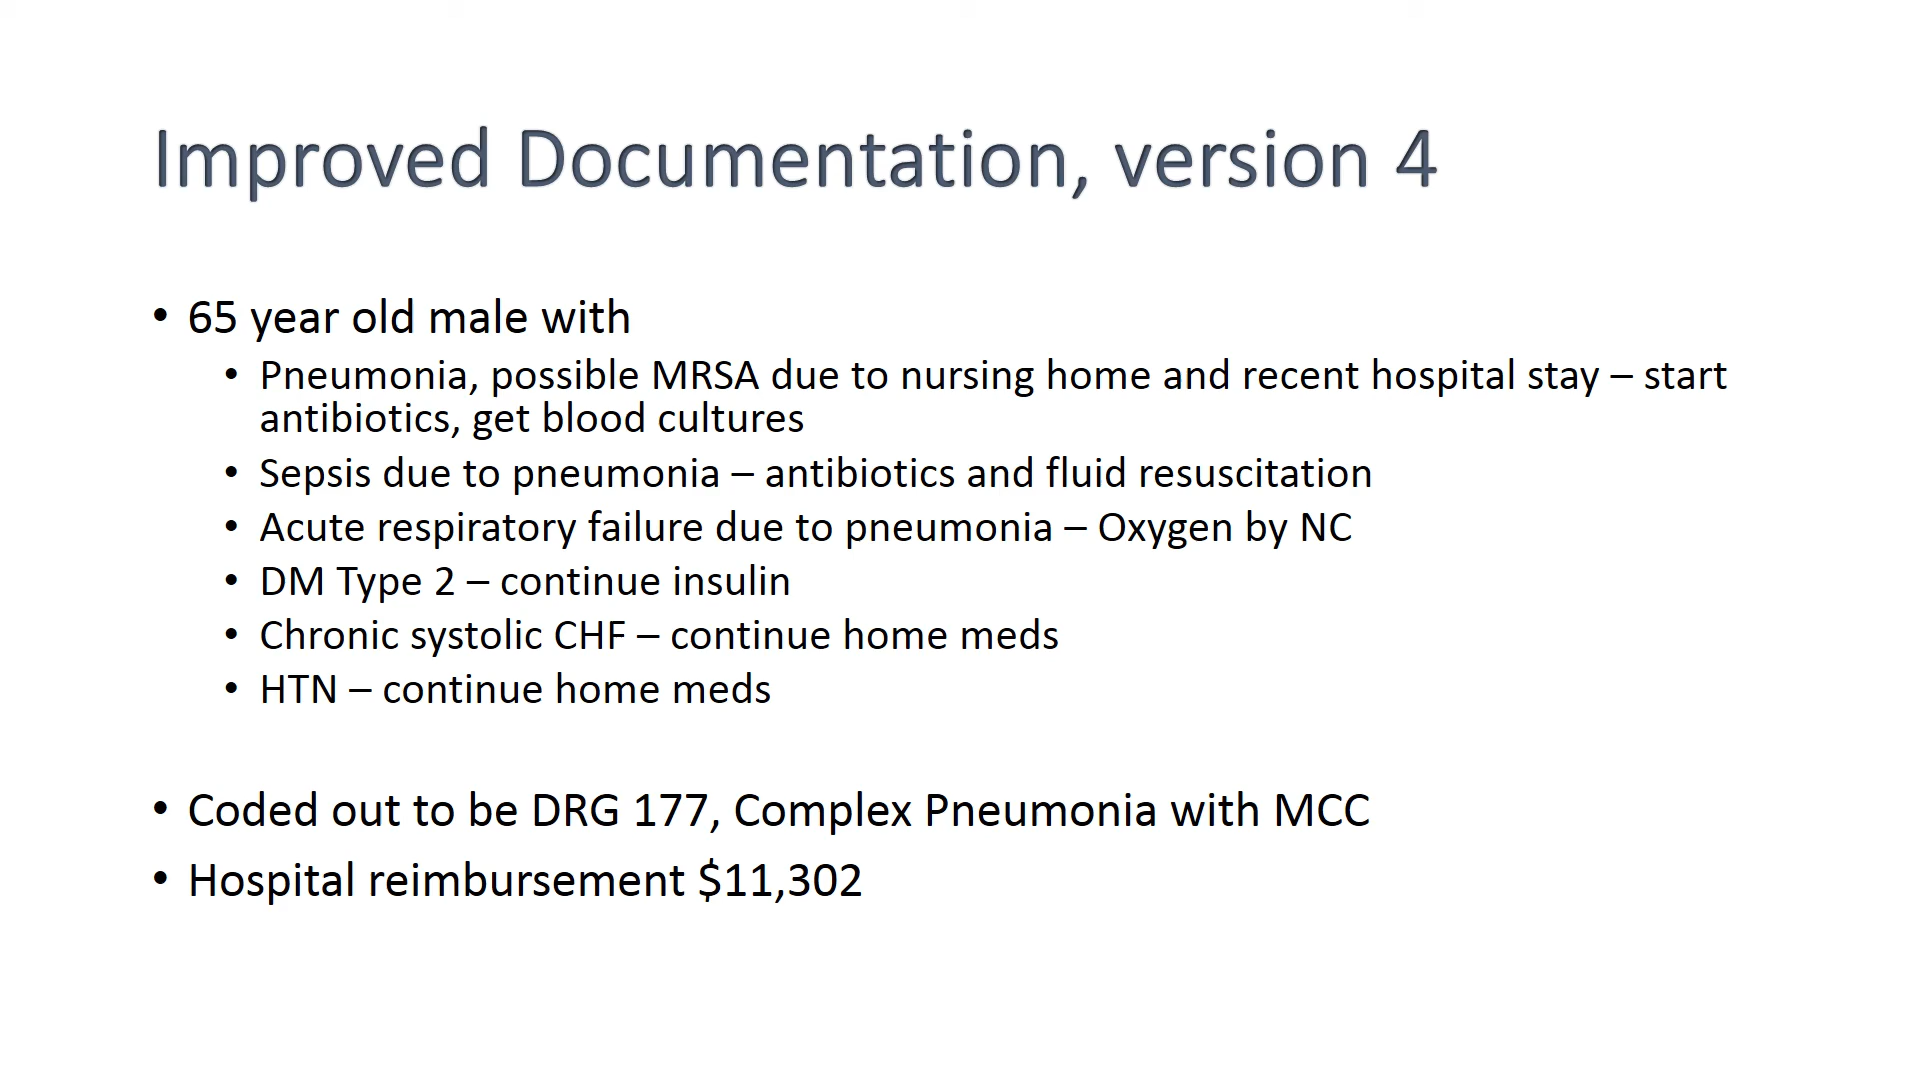 Improved Documentation, version 4
• 65 year old male with
• Pneumonia, possible MRSA due to nursing home and recent hospital stay – start
antibiotics, get blood cultures
• Sepsis due to pneumonia – antibiotics and fluid resuscitation
• Acute respiratory failure due to pneumonia – Oxygen by NC
• DM Type 2 – continue insulin
• Chronic systolic CHF – continue home meds
• HTN – continue home meds
• Coded out to be DRG 177, Complex Pneumonia with MCC
• Hospital reimbursement $11,302